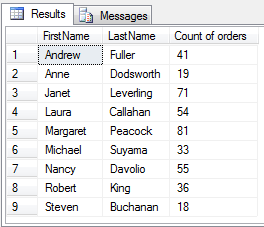 Results Messages
FirstName LastName Count of orders
1 Andrew Fuller 41
2 Anne Dodsworth 19
3 Janet Leverling 71
4 Laura Callahan 54
5 Margaret Peacock 81
6 Michael Suyama 33
7 Nancy Davolio 55
8 Robert King 36
9 Steven Buchanan 18